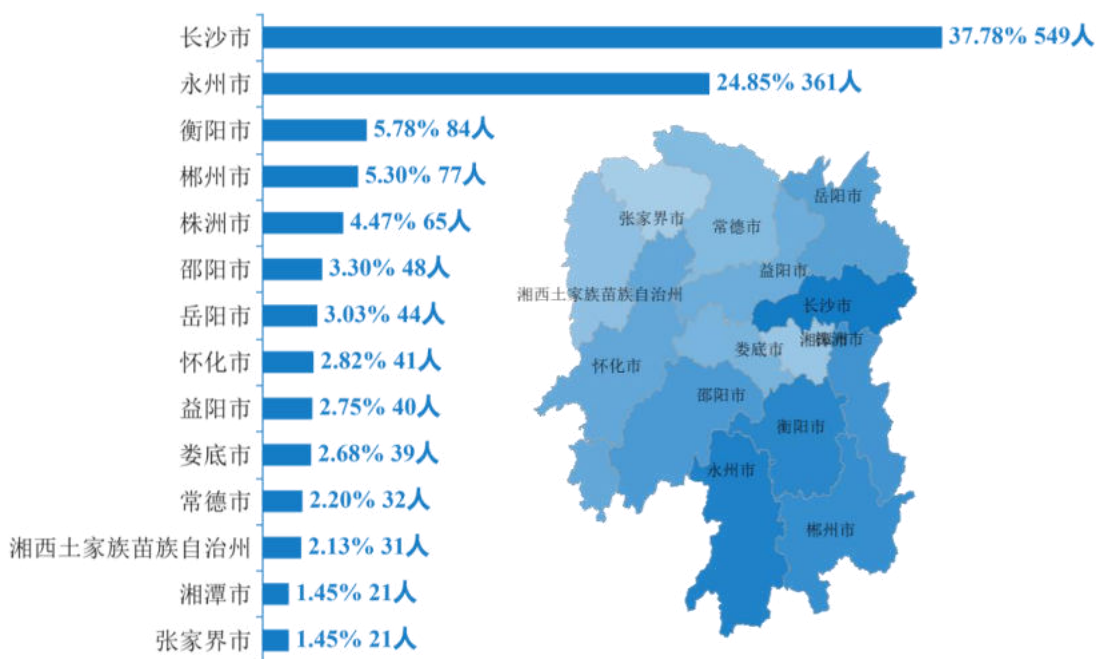 长沙市 37.78% 549人
永州市 24.85% 361人
衡阳市 5.78% 84人
郴州市 5.30% 77人
株洲市 4.47% 65人
邵阳市 3.30% 48人
岳阳市 3.03% 44人
怀化市 2.82% 41人
益阳市 2.75% 40人
娄底市 2.68% 39人
常德市 2.20% 32人
湘西土家族苗族自治州 2.13% 31人
湘潭市 1.45% 21人
张家界市 1.45% 21人
岳阳市
张家界市
常德市
益阳市
湘西土家族苗族自治州
长沙市
娄底市
怀化市
邵阳市
衡阳市
永州市
郴州市